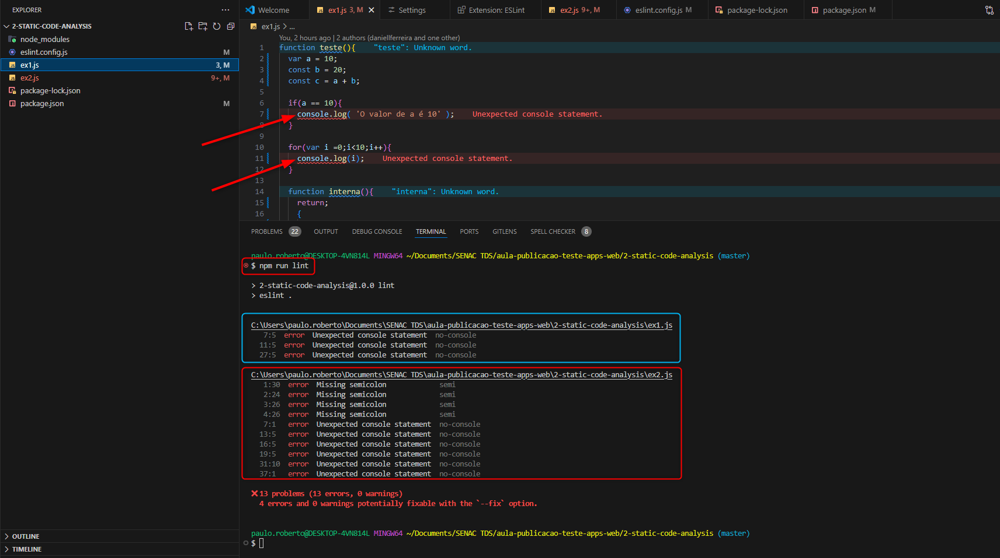 EXPLORER
2-STATIC-CODE-ANALYSIS
node_modules
eslint.config.js M
ex1.js 3, M
ex2.js 9+, M
package-lock.json
package.json M
OUTLINE
TIMELINE
Welcome
ex1.js 3, M
Settings
Extension: ESLint
ex2.js 9+, M
eslint.config.js M
package-lock.json
package.json M
ex1.js > ...
You, 2 hours ago | 2 authors (daniellferreira and one other)
1 function teste(){ "teste": Unknown word.
2 var a = 10;
3 const b = 20;
4 const c = a + b;
5
6 if(a == 10){
7 console.log( 'O valor de a é 10' ); Unexpected console statement.
8 }
9
10 for(var i =0;i<10;i++){
11 console.log(i); Unexpected console statement.
12 }
13
14 function interna(){ "interna": Unknown word.
15 return;
16 {
PROBLEMS 22 OUTPUT DEBUG CONSOLE TERMINAL PORTS GITLENS SPELL CHECKER 8
paulo.roberto@DESKTOP-4VN814L MINGW64 ~/Documents/SENAC TDS/aula-publicacao-teste-apps-web/2-static-code-analysis (master)
$ npm run lint
> 2-static-code-analysis@1.0.0 lint
> eslint .
C:\Users\paulo.roberto\Documents\SENAC TDS\aula-publicacao-teste-apps-web\2-static-code-analysis\ex1.js
7:5 error Unexpected console statement no-console
11:5 error Unexpected console statement no-console
27:5 error Unexpected console statement no-console
C:\Users\paulo.roberto\Documents\SENAC TDS\aula-publicacao-teste-apps-web\2-static-code-analysis\ex2.js
1:30 error Missing semicolon semi
2:24 error Missing semicolon semi
3:26 error Missing semicolon semi
4:26 error Missing semicolon semi
7:1 error Unexpected console statement no-console
13:5 error Unexpected console statement no-console
16:5 error Unexpected console statement no-console
19:5 error Unexpected console statement no-console
31:10 error Unexpected console statement no-console
37:1 error Unexpected console statement no-console
13 problems (13 errors, 0 warnings)
4 errors and 0 warnings potentially fixable with the `--fix` option.
paulo.roberto@DESKTOP-4VN814L MINGW64 ~/Documents/SENAC TDS/aula-publicacao-teste-apps-web/2-static-code-analysis (master)
$